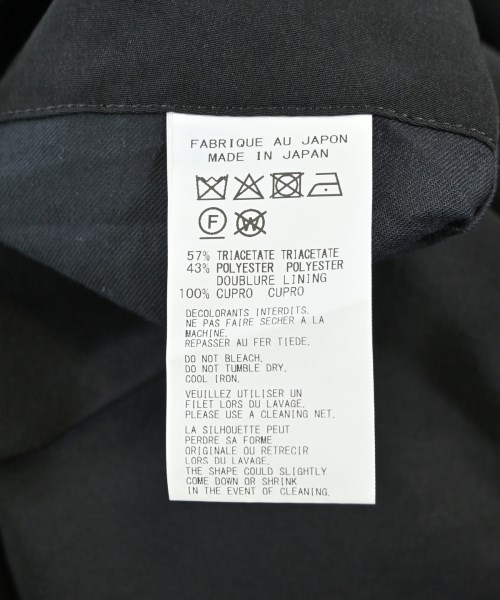 FABRIQUE AU JAPON
MADE IN JAPAN
F W
57% TRIACETATE TRIACETATE
43% POLYESTER POLYESTER
DOUBLURE LINING
100% CUPRO CUPRO
DECOLORANTS INTERDITS.
NE PAS FAIRE SECHER A LA
MACHINE.
REPASSER AU FER TIEDE.
DO NOT BLEACH.
DO NOT TUMBLE DRY.
COOL IRON.
VEUILLEZ UTILISER UN
FILET LORS DU LAVAGE.
PLEASE USE A CLEANING NET.
LA SILHOUETTE PEUT
PERDRE SA FORME
ORIGINALE OU RETRECIR
LORS DU LAVAGE.
THE SHAPE COULD SLIGHTLY
COME DOWN OR SHRINK
IN THE EVENT OF CLEANING.